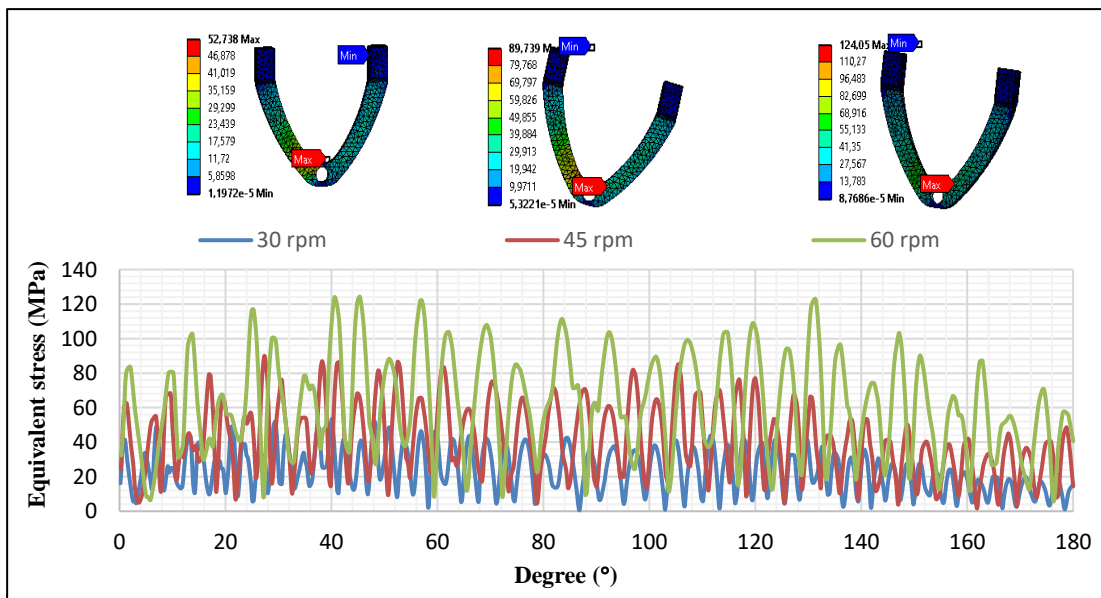 52,738 Max
46,878
41,019
35,159
29,299
23,439
17,579
11,72
5,8598
1,1972e-5 Min
Min
Max
89,739 M
79,768
69,797
59,826
49,855
39,884
29,913
19,942
9,9711
5,3221e-5 Min
Min
Max
124,05 Max
110,27
96,483
82,699
68,916
55,133
41,35
27,567
13,783
8,7686e-5 Min
Min
Max
30 rpm 45 rpm 60 rpm
Equivalent stress (MPa)
140
120
100
80
60
40
20
0
0 20 40 60 80 100 120 140 160 180
Degree (°)